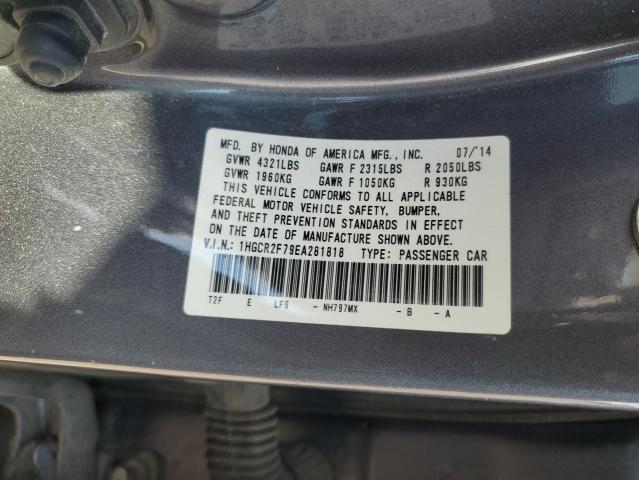 MFD. BY HONDA OF AMERICA MFG., INC. 07/'14
GVWR 4321LBS GAWR F 2315LBS R 2050LBS
GVWR 1960KG GAWR F 1050KG R 930KG
THIS VEHICLE CONFORMS TO ALL APPLICABLE
FEDERAL MOTOR VEHICLE SAFETY, BUMPER,
AND THEFT PREVENTION STANDARDS IN EFFECT
ON THE DATE OF MANUFACTURE SHOWN ABOVE.
V.I.N.: 1HGCR2F79EA281818 TYPE: PASSENGER CAR
T2F E LFS - NH797MX - B - A